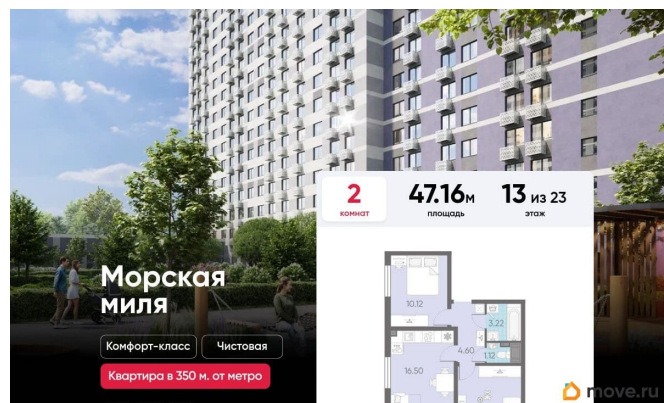 2
комнат
47.16м
площадь
13 из 23
этаж
Морская
миля
Комфорт-класс
Чистовая
Квартира в 350 м. от метро
10.12
3.22
4.60
1.12
16.50
move.ru